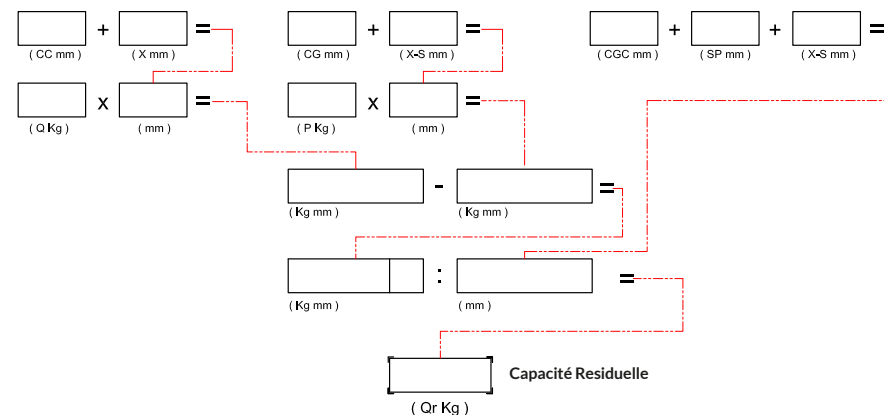 + = + = + + =
( CC mm ) ( X mm ) ( CG mm ) ( X-S mm ) ( CGC mm ) ( SP mm ) ( X-S mm )
x = x =
( Q Kg ) ( mm ) ( P Kg ) ( mm )
- =
( Kg mm ) ( Kg mm )
: =
( Kg mm ) ( mm )
Capacité Residuelle
( Qr Kg )